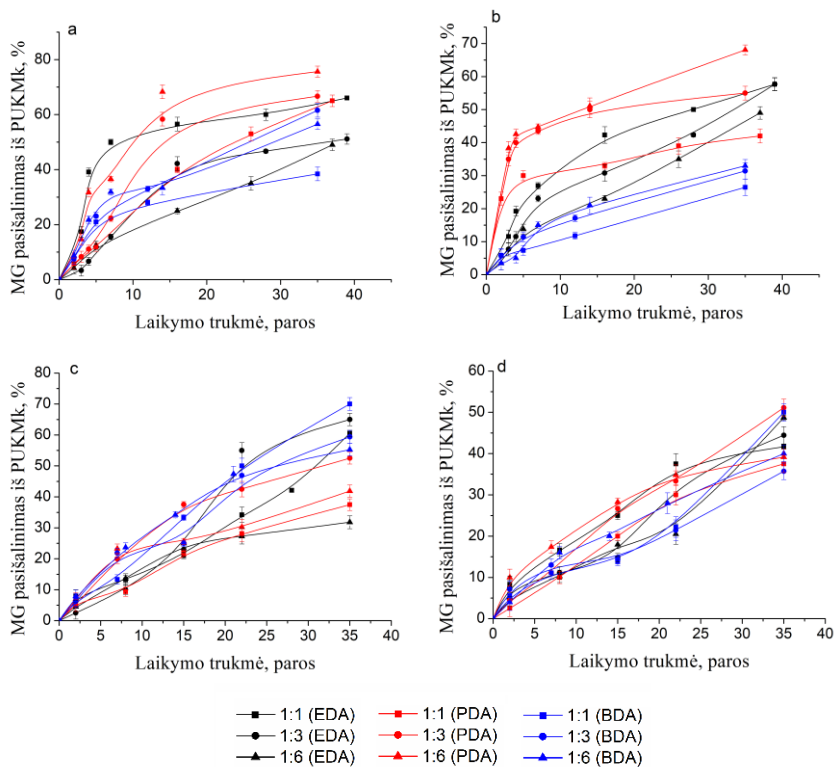 a
MG pasišalinimas iš PUKMk, %
80
60
40
20
0
0 10 20 30 40
Laikymo trukmė, paros
b
MG pasišalinimas iš PUKMk, %
70
60
50
40
30
20
10
0
0 10 20 30 40
Laikymo trukmė, paros
c
MG pasišalinimas iš PUKMk, %
80
70
60
50
40
30
20
10
0
0 5 10 15 20 25 30 35 40
Laikymo trukmė, paros
d
MG pasišalinimas iš PUKMk, %
60
50
40
30
20
10
0
0 5 10 15 20 25 30 35 40
Laikymo trukmė, paros
1:1 (EDA) 1:1 (PDA) 1:1 (BDA)
1:3 (EDA) 1:3 (PDA) 1:3 (BDA)
1:6 (EDA) 1:6 (PDA) 1:6 (BDA)